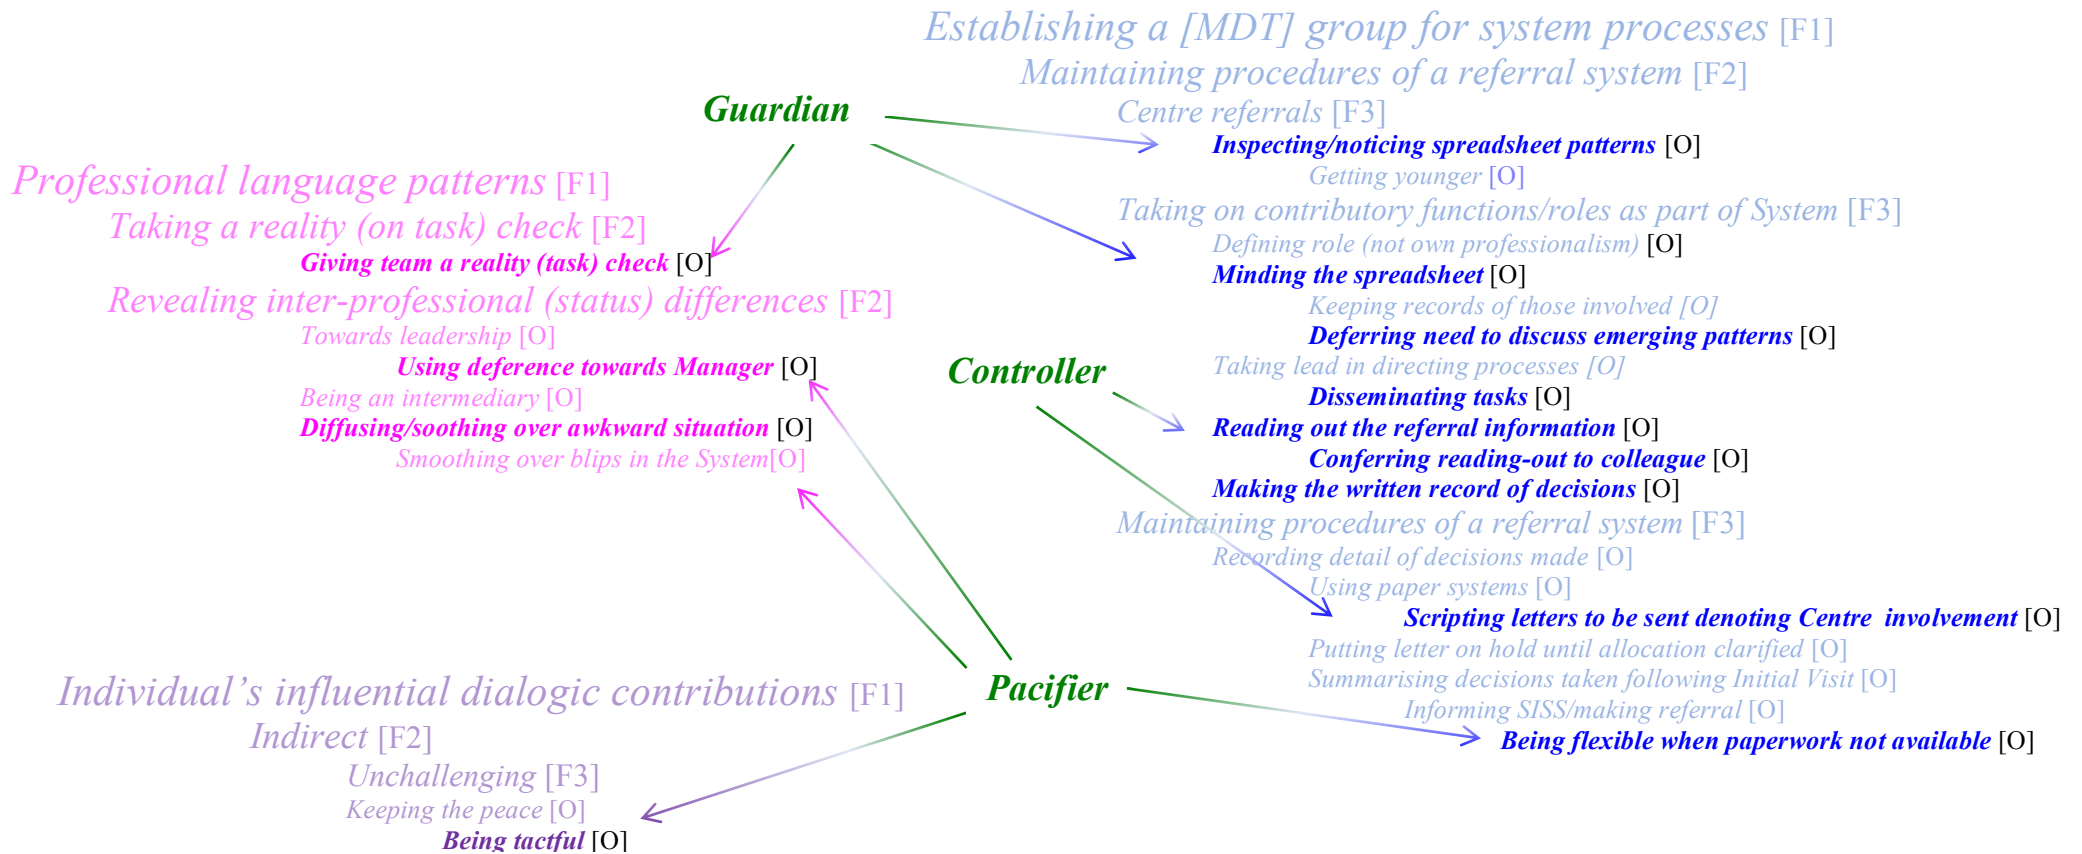 Establishing a [MDT] group for system processes [F1]
Maintaining procedures of a referral system [F2]
Guardian
Centre referrals [F3]
Inspecting/noticing spreadsheet patterns [O]
Getting younger [O]
Taking on contributory functions/roles as part of System [F3]
Defining role (not own professionalism) [O]
Minding the spreadsheet [O]
Keeping records of those involved [O]
Deferring need to discuss emerging patterns [O]
Controller
Taking lead in directing processes [O]
Disseminating tasks [O]
Reading out the referral information [O]
Conferring reading-out to colleague [O]
Making the written record of decisions [O]
Maintaining procedures of a referral system [F3]
Recording detail of decisions made [O]
Using paper systems [O]
Scripting letters to be sent denoting Centre involvement [O]
Putting letter on hold until allocation clarified [O]
Summarising decisions taken following Initial Visit [O]
Informing SISS/making referral [O]
Being flexible when paperwork not available [O]
Professional language patterns [F1]
Taking a reality (on task) check [F2]
Giving team a reality (task) check [O]
Revealing inter-professional (status) differences [F2]
Towards leadership [O]
Using deference towards Manager [O]
Being an intermediary [O]
Diffusing/soothing over awkward situation [O]
Smoothing over blips in the System[O]
Pacifier
Individual's influential dialogic contributions [F1]
Indirect [F2]
Unchallenging [F3]
Keeping the peace [O]
Being tactful [O]